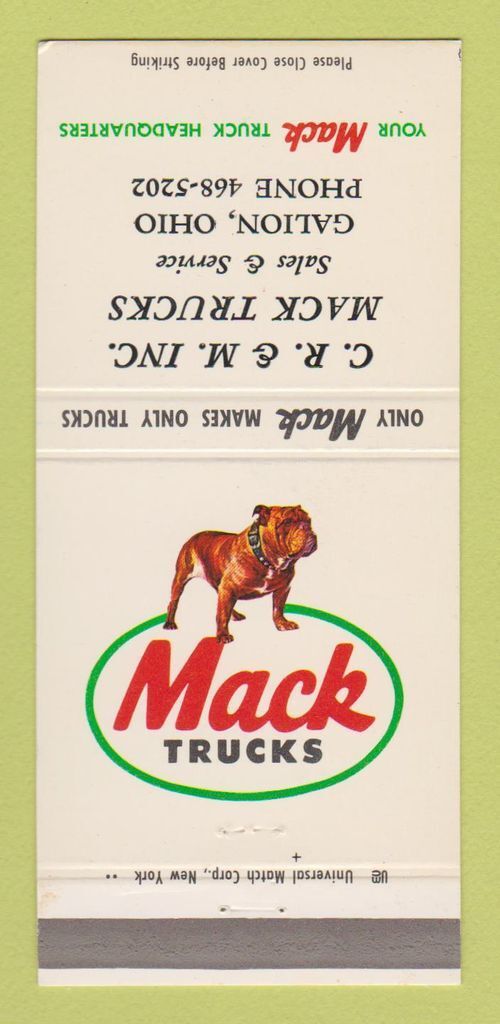 Please Close Cover Before Striking
YOUR Mack TRUCK HEADQUARTERS
PHONE 468-5202
GALION, OHIO
Sales & Service
MACK TRUCKS
C. R. & M. INC.
ONLY Mack MAKES ONLY TRUCKS
Mack
TRUCKS
Universal Match Corp., New York